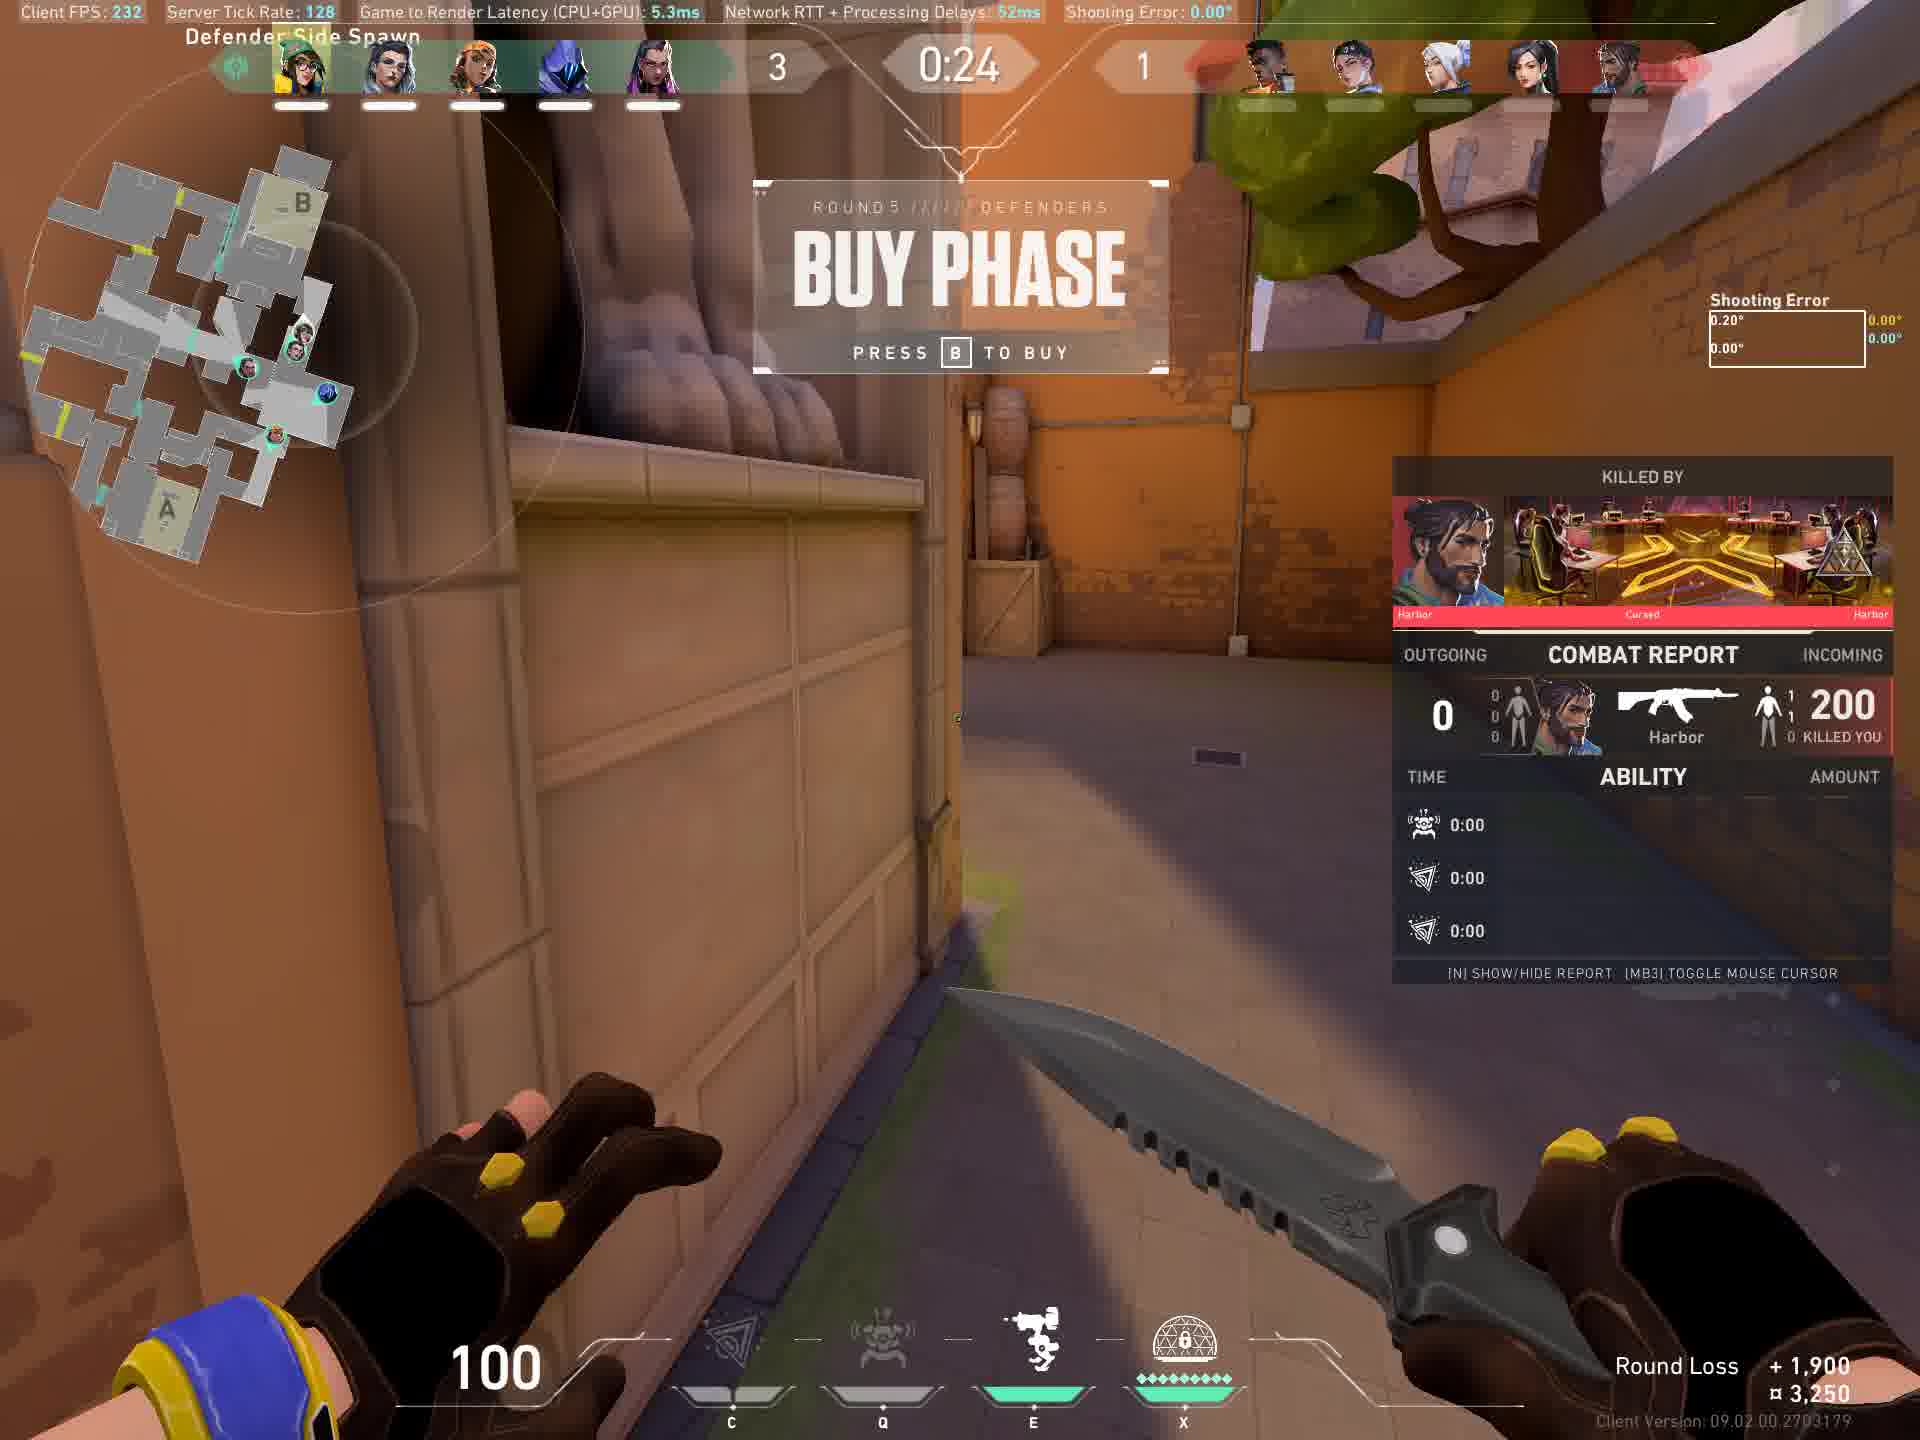 Client FPS: 232 Server Tick Rate: 128 Game to Render Latency (CPU+GPU): 5.3ms Network RTT + Processing Delays: 52ms Shooting Error: 0.00°
Defender Side Spawn
3 0:24 1
B
A
ROUND 5 ////// DEFENDERS
BUY PHASE
PRESS B TO BUY
Shooting Error
0.20° 0.00°
0.00°
0.00°
KILLED BY
Harbor Cursed Harbor
OUTGOING COMBAT REPORT INCOMING
0 0 0 0 Harbor 1 1 0 200 KILLED YOU
TIME ABILITY AMOUNT
0:00
0:00
0:00
[N] SHOW/HIDE REPORT [MB3] TOGGLE MOUSE CURSOR
100
C Q E X
Round Loss + 1,900
¤ 3,250
Client Version: 09.02.00.2703179